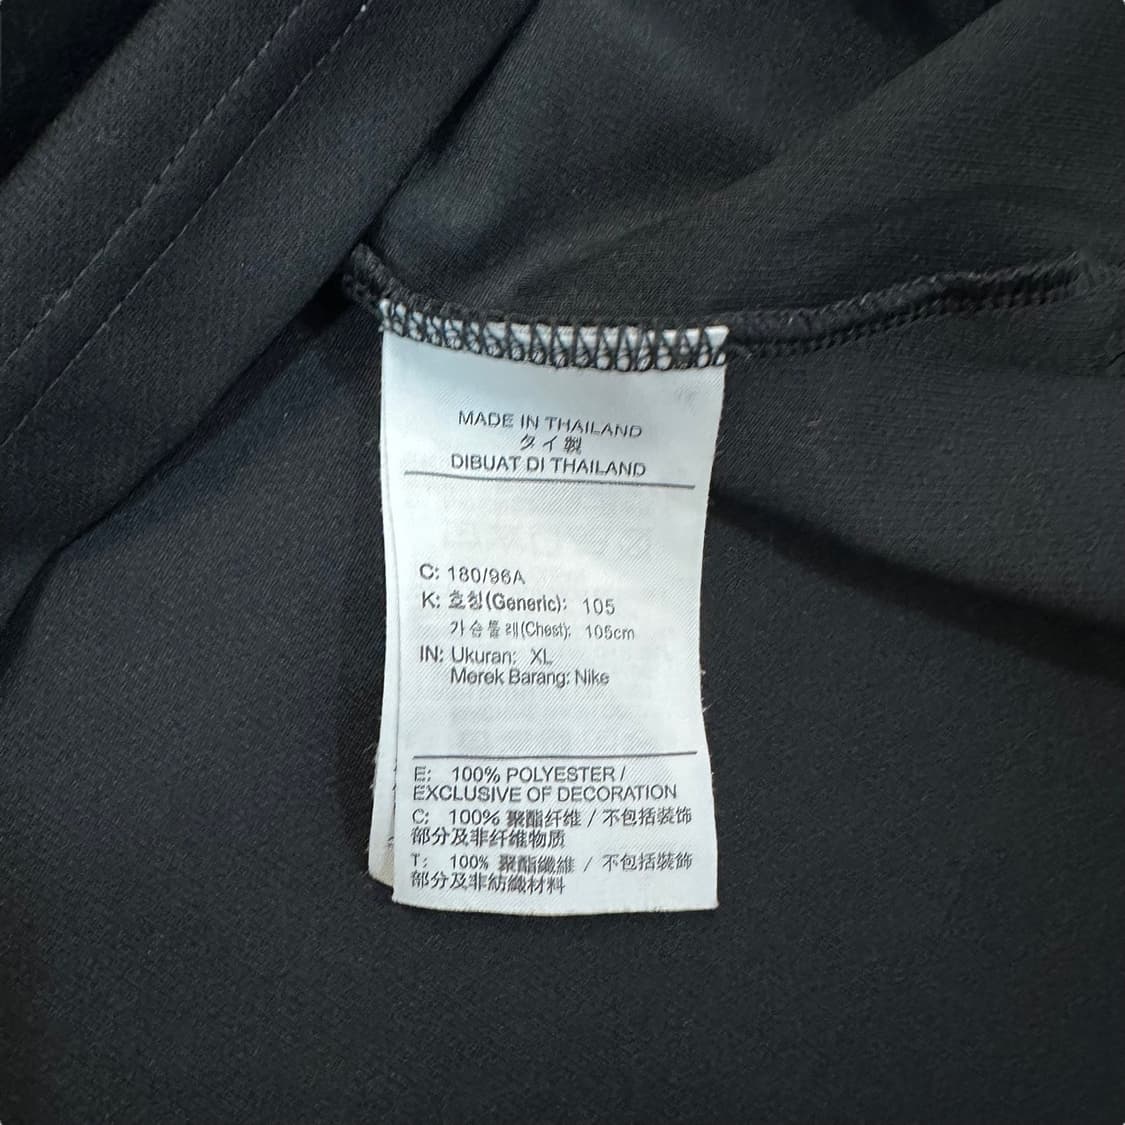 MADE IN THAILAND
タイ製
DIBUAT DI THAILAND
C: 180/96A
K: 호칭(Generic): 105
가슴둘레(Chest): 105cm
IN: Ukuran: XL
Merek Barang: Nike
E: 100% POLYESTER /
EXCLUSIVE OF DECORATION
C: 100% 聚酯纤维 / 不包括装饰
部分及非纤维物质
T: 100% 聚酯纖維 / 不包括裝飾
部分及非紡織材料